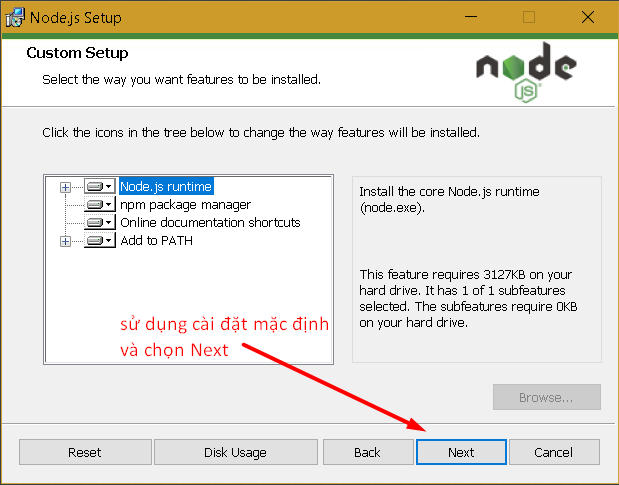 Node.js Setup
Custom Setup
Select the way you want features to be installed.
node
JS
Click the icons in the tree below to change the way features will be installed.
Node.js runtime
npm package manager
Online documentation shortcuts
Add to PATH
sử dụng cài đặt mặc định
và chọn Next
Install the core Node.js runtime
(node.exe).
This feature requires 3127KB on your
hard drive. It has 1 of 1 subfeatures
selected. The subfeatures require 0KB
on your hard drive.
Browse...
Reset
Disk Usage
Back
Next
Cancel